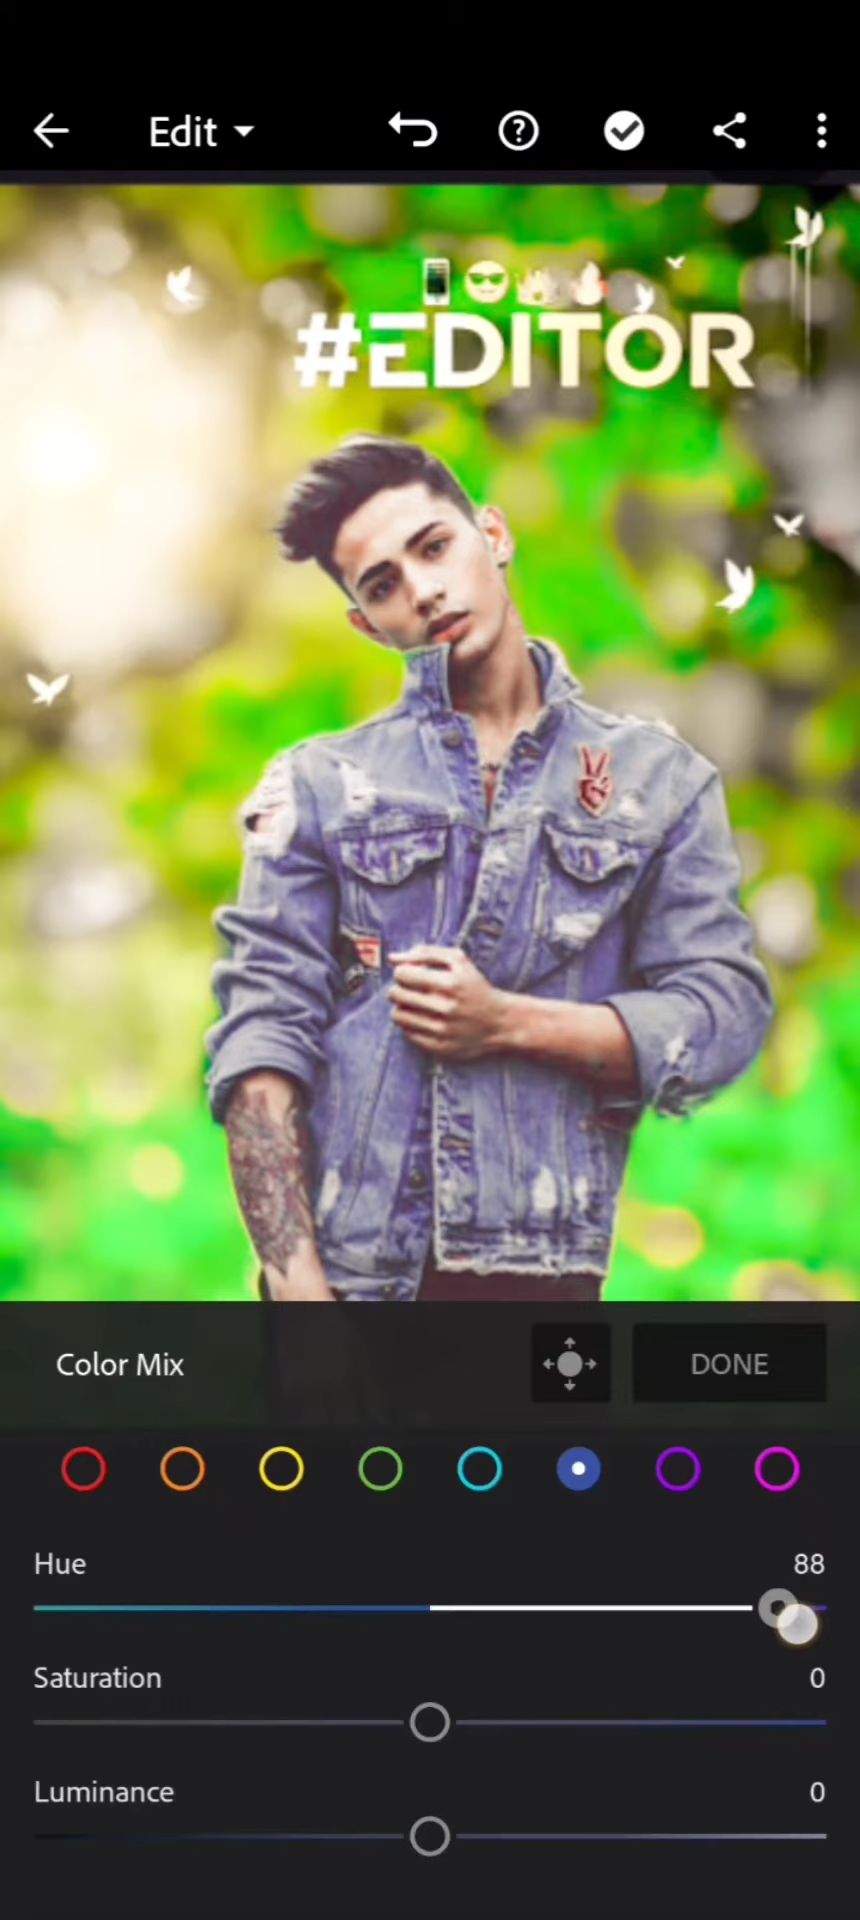 Edit
#EDITOR
Color Mix
DONE
Hue 88
Saturation 0
Luminance 0